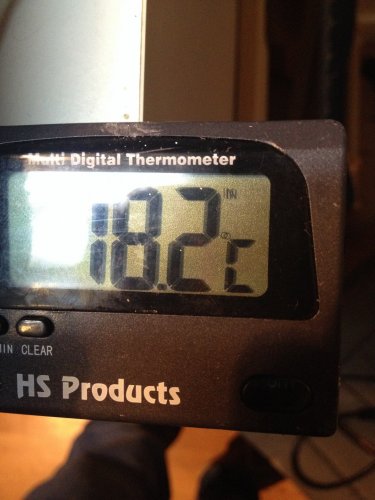 Multi Digital Thermometer
IN
18.2°C
MIN CLEAR
HS Products